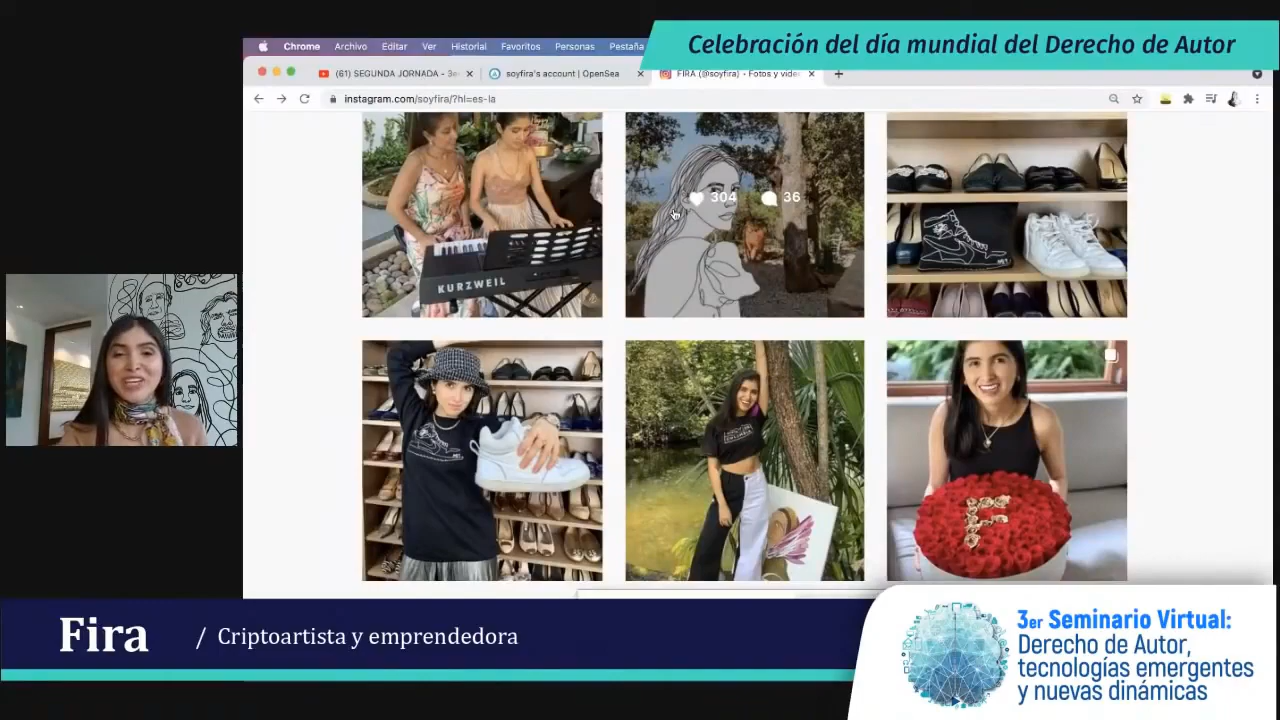 Celebración del día mundial del Derecho de Autor
Chrome Archivo Editar Ver Historial Favoritos Personas Pestaña
(61) SEGUNDA JORNADA - 3e
soyfira's account | OpenSea
FIRA (@soyfira) • Fotos y vide
instagram.com/soyfira/?hl=es-la
304 36
KURZWEIL
F
Fira / Criptoartista y emprendedora
3er Seminario Virtual:
Derecho de Autor,
tecnologías emergentes
y nuevas dinámicas